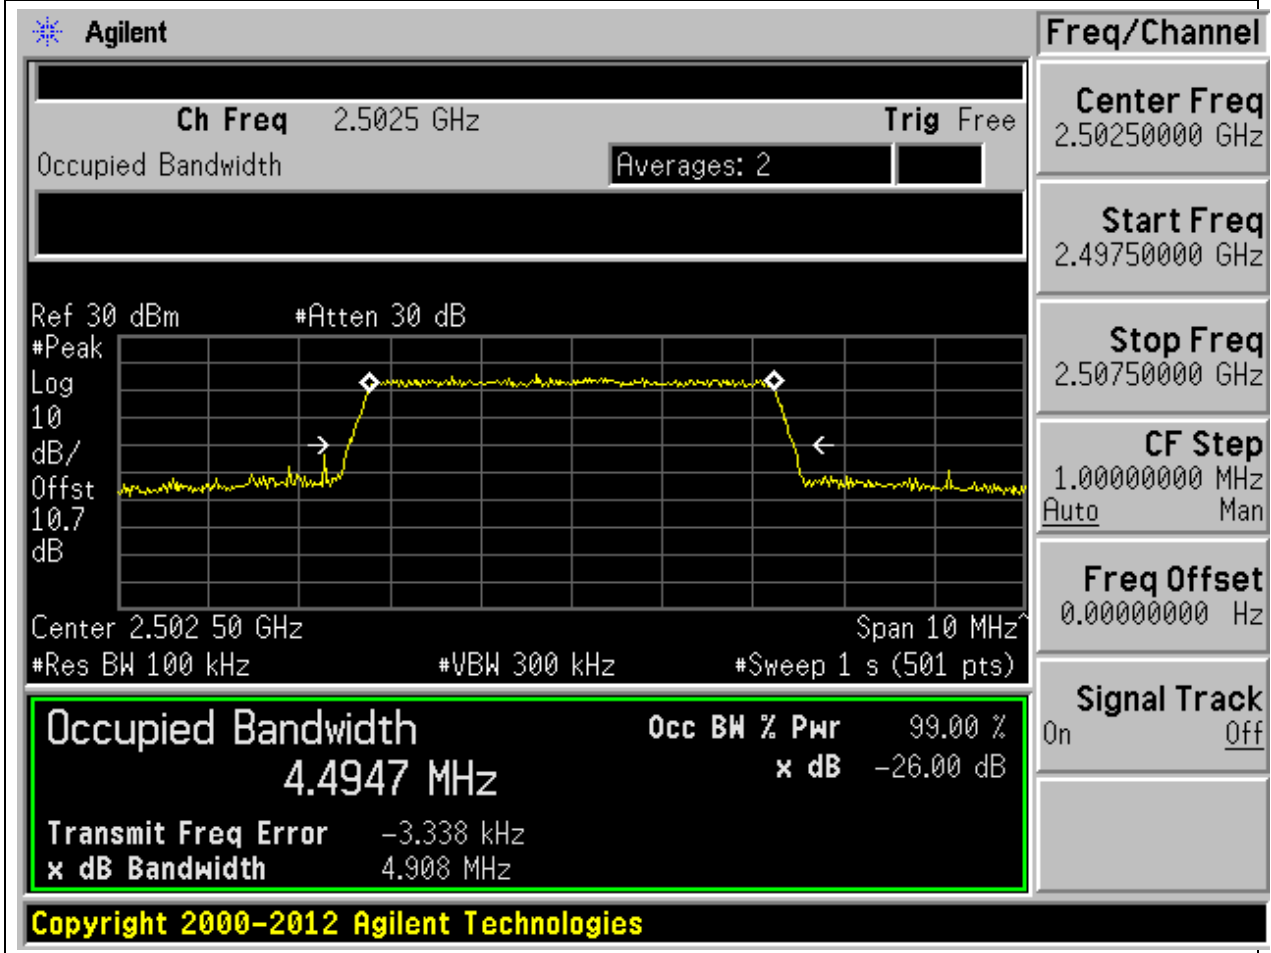 Agilent
Freq/Channel
Ch Freq 2.5025 GHz Trig Free
Occupied Bandwidth Averages: 2
Center Freq
2.50250000 GHz
Start Freq
2.49750000 GHz
Stop Freq
2.50750000 GHz
CF Step
1.00000000 MHz
Auto Man
Freq Offset
0.00000000 Hz
Signal Track
On Off
Ref 30 dBm #Atten 30 dB
#Peak
Log
10
dB/
Offst
10.7
dB
Center 2.502 50 GHz Span 10 MHz^
#Res BW 100 kHz #VBW 300 kHz #Sweep 1 s (501 pts)
Occupied Bandwidth Occ BW % Pwr 99.00 %
4.4947 MHz x dB -26.00 dB
Transmit Freq Error -3.338 kHz
x dB Bandwidth 4.908 MHz
Copyright 2000-2012 Agilent Technologies